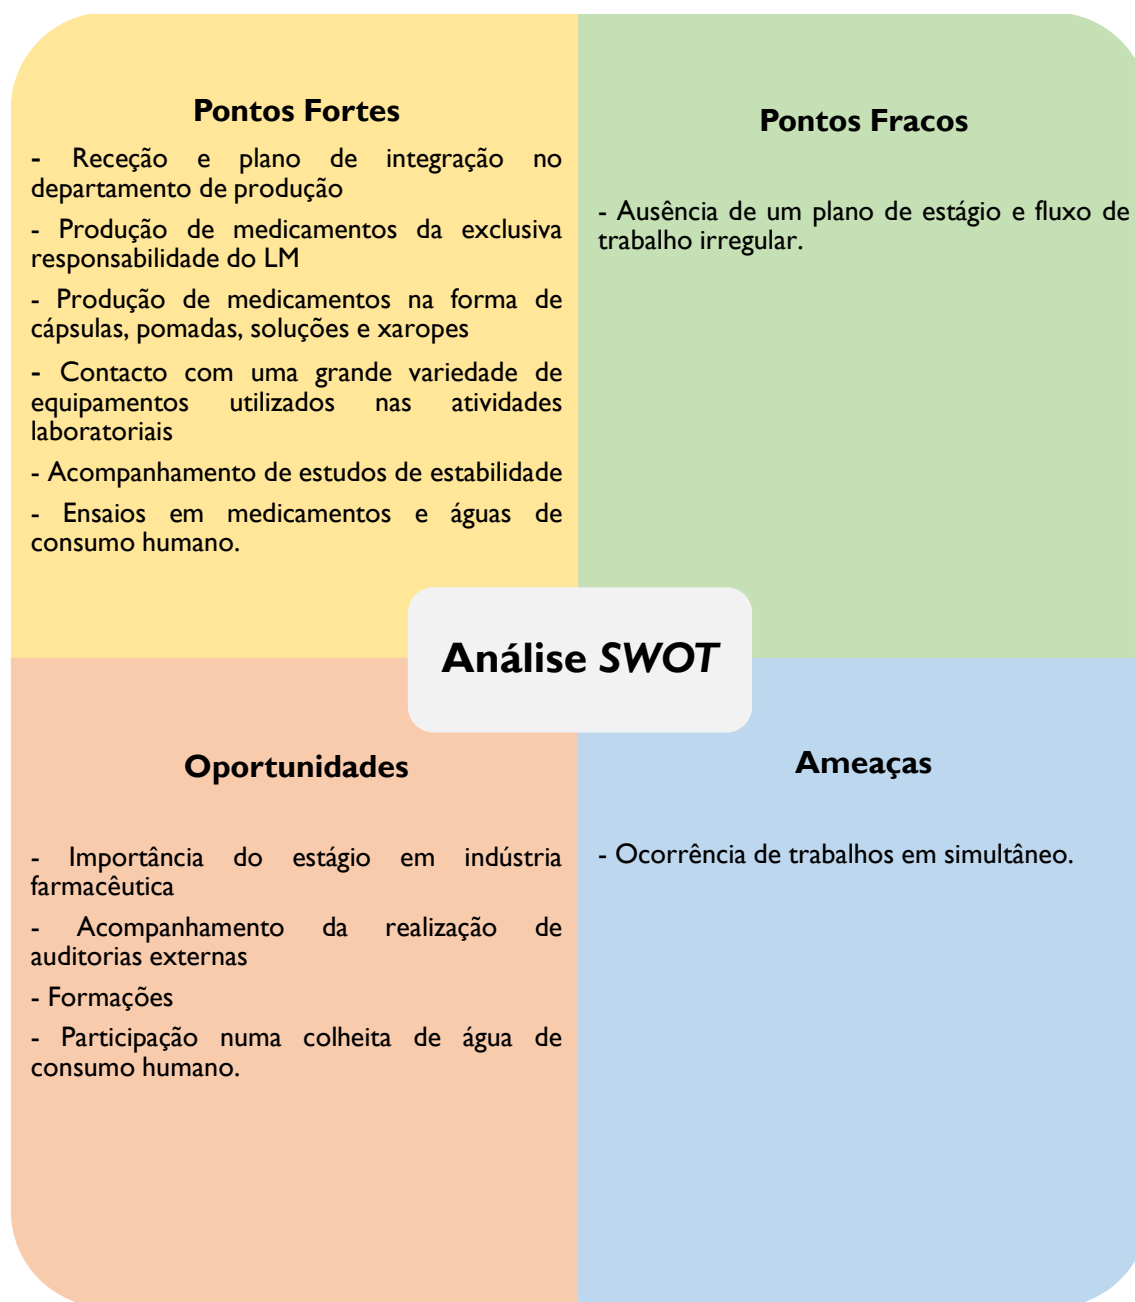 Pontos Fortes
- Receção e plano de integração no
departamento de produção
- Produção de medicamentos da exclusiva
responsabilidade do LM
- Produção de medicamentos na forma de
cápsulas, pomadas, soluções e xaropes
- Contacto com uma grande variedade de
equipamentos utilizados nas atividades
laboratoriais
- Acompanhamento de estudos de estabilidade
- Ensaios em medicamentos e águas de
consumo humano.
Pontos Fracos
- Ausência de um plano de estágio e fluxo de
trabalho irregular.
Análise SWOT
Oportunidades
- Importância do estágio em indústria
farmacêutica
- Acompanhamento da realização de
auditorias externas
- Formações
- Participação numa colheita de água de
consumo humano.
Ameaças
- Ocorrência de trabalhos em simultâneo.